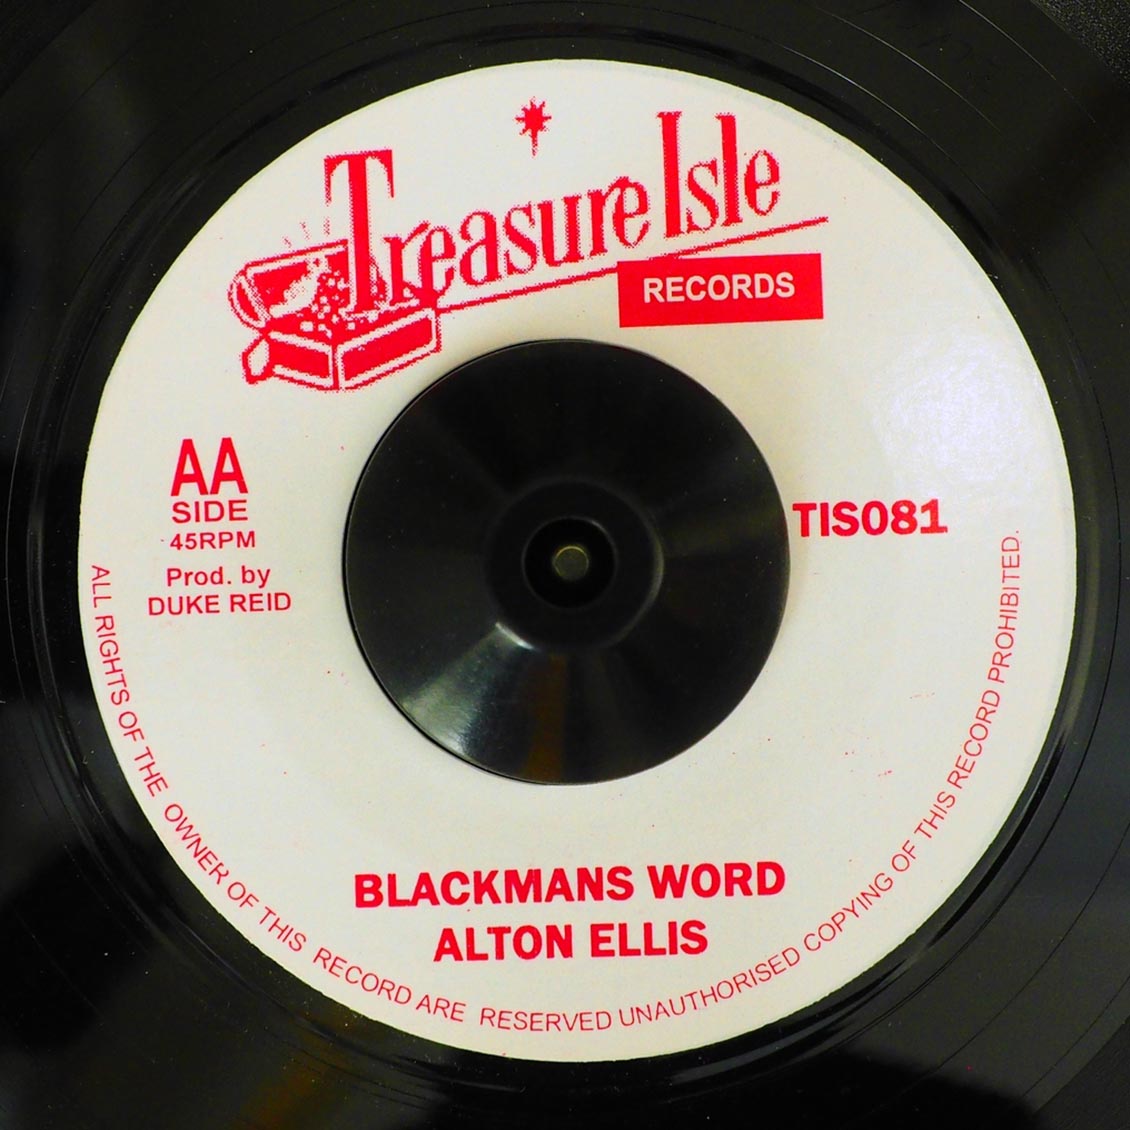 Treasure Isle
RECORDS
AA
SIDE
45RPM
Prod. by
DUKE REID
TIS081
BLACKMANS WORD
ALTON ELLIS
ALL RIGHTS OF THE OWNER OF THIS RECORD ARE RESERVED UNAUTHORISED COPYING OF THIS RECORD PROHIBITED.